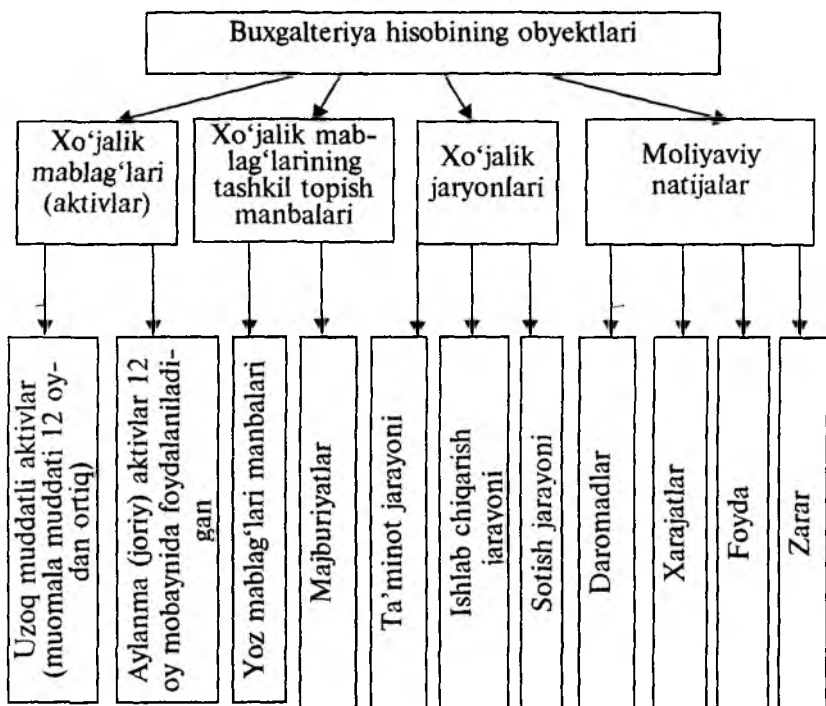 Buxgalteriya hisobining obyektlari
Xo‘jalik
mablag‘lari
(aktivlar)
Xo‘jalik mab-
lag‘larining
tashkil topish
manbalari
Xo‘jalik
jaryonlari
Moliyaviy
natijalar
Uzoq muddatli aktivlar
(muomala muddati 12 oy-
dan ortiq)
Aylanma (joriy) aktivlar 12
oy mobaynida foydalaniladi-
gan
Yoz mablag‘lari manbalari
Majburiyatlar
Ta’minot jarayoni
Ishlab chiqarish
jarayoni
Sotish jarayoni
Daromadlar
Xarajatlar
Foyda
Zarar